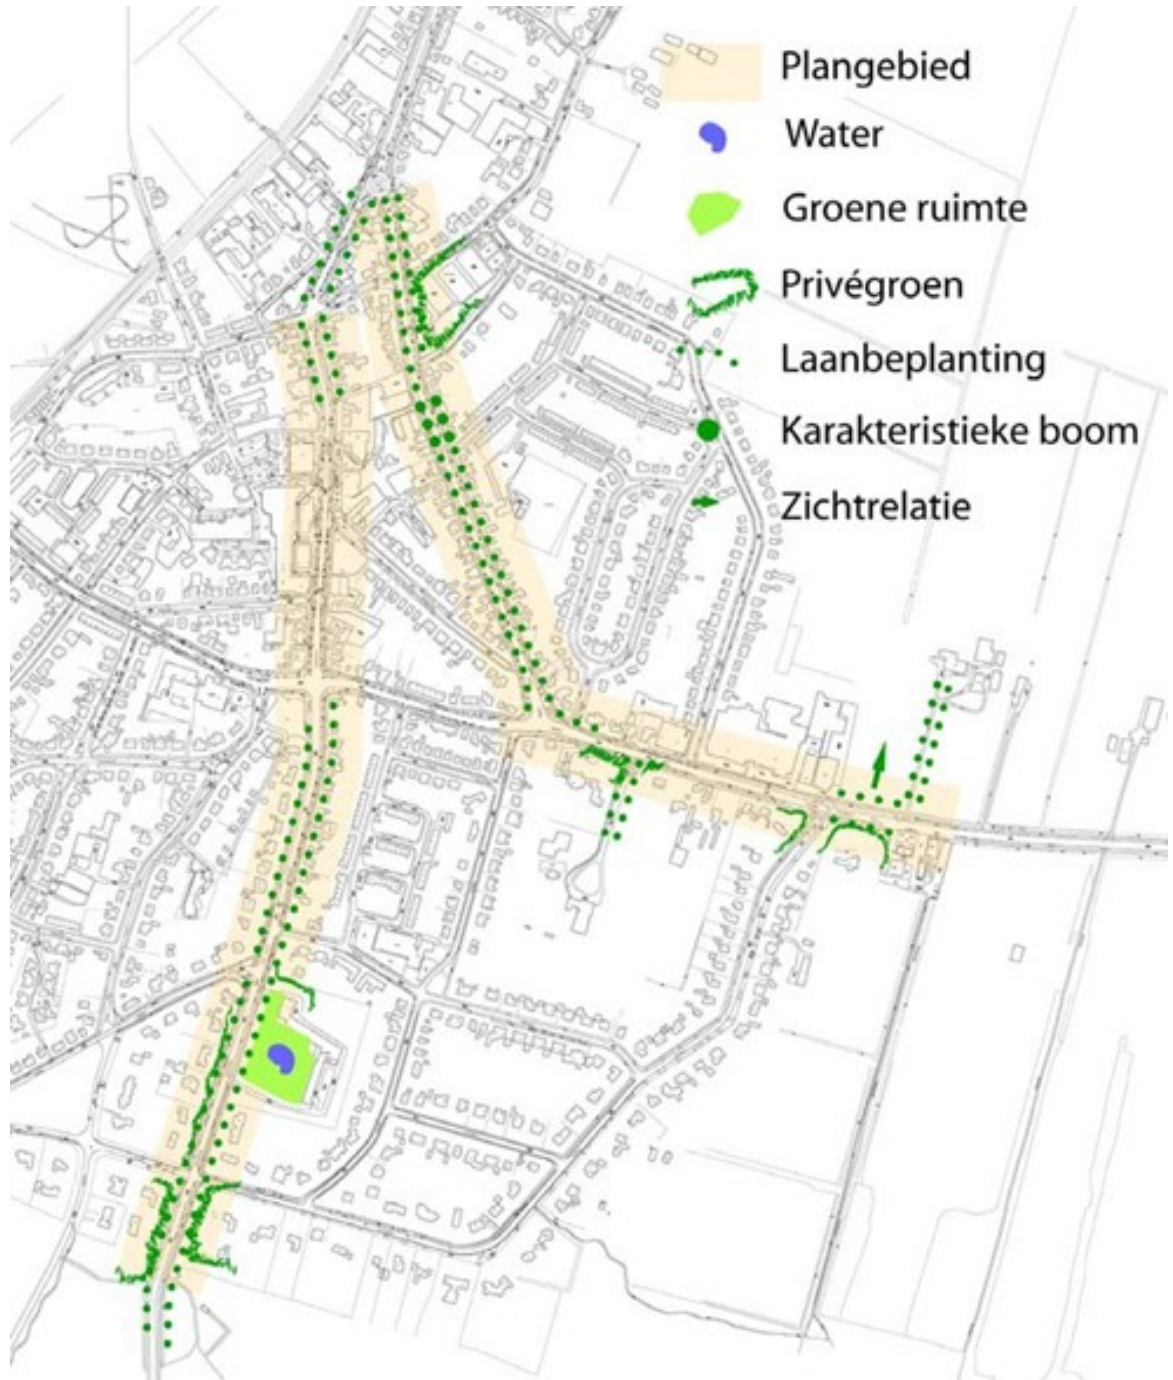 Plangebied
Water
Groene ruimte
Privégroen
Laanbeplanting
Karakteristieke boom
Zichtrelatie